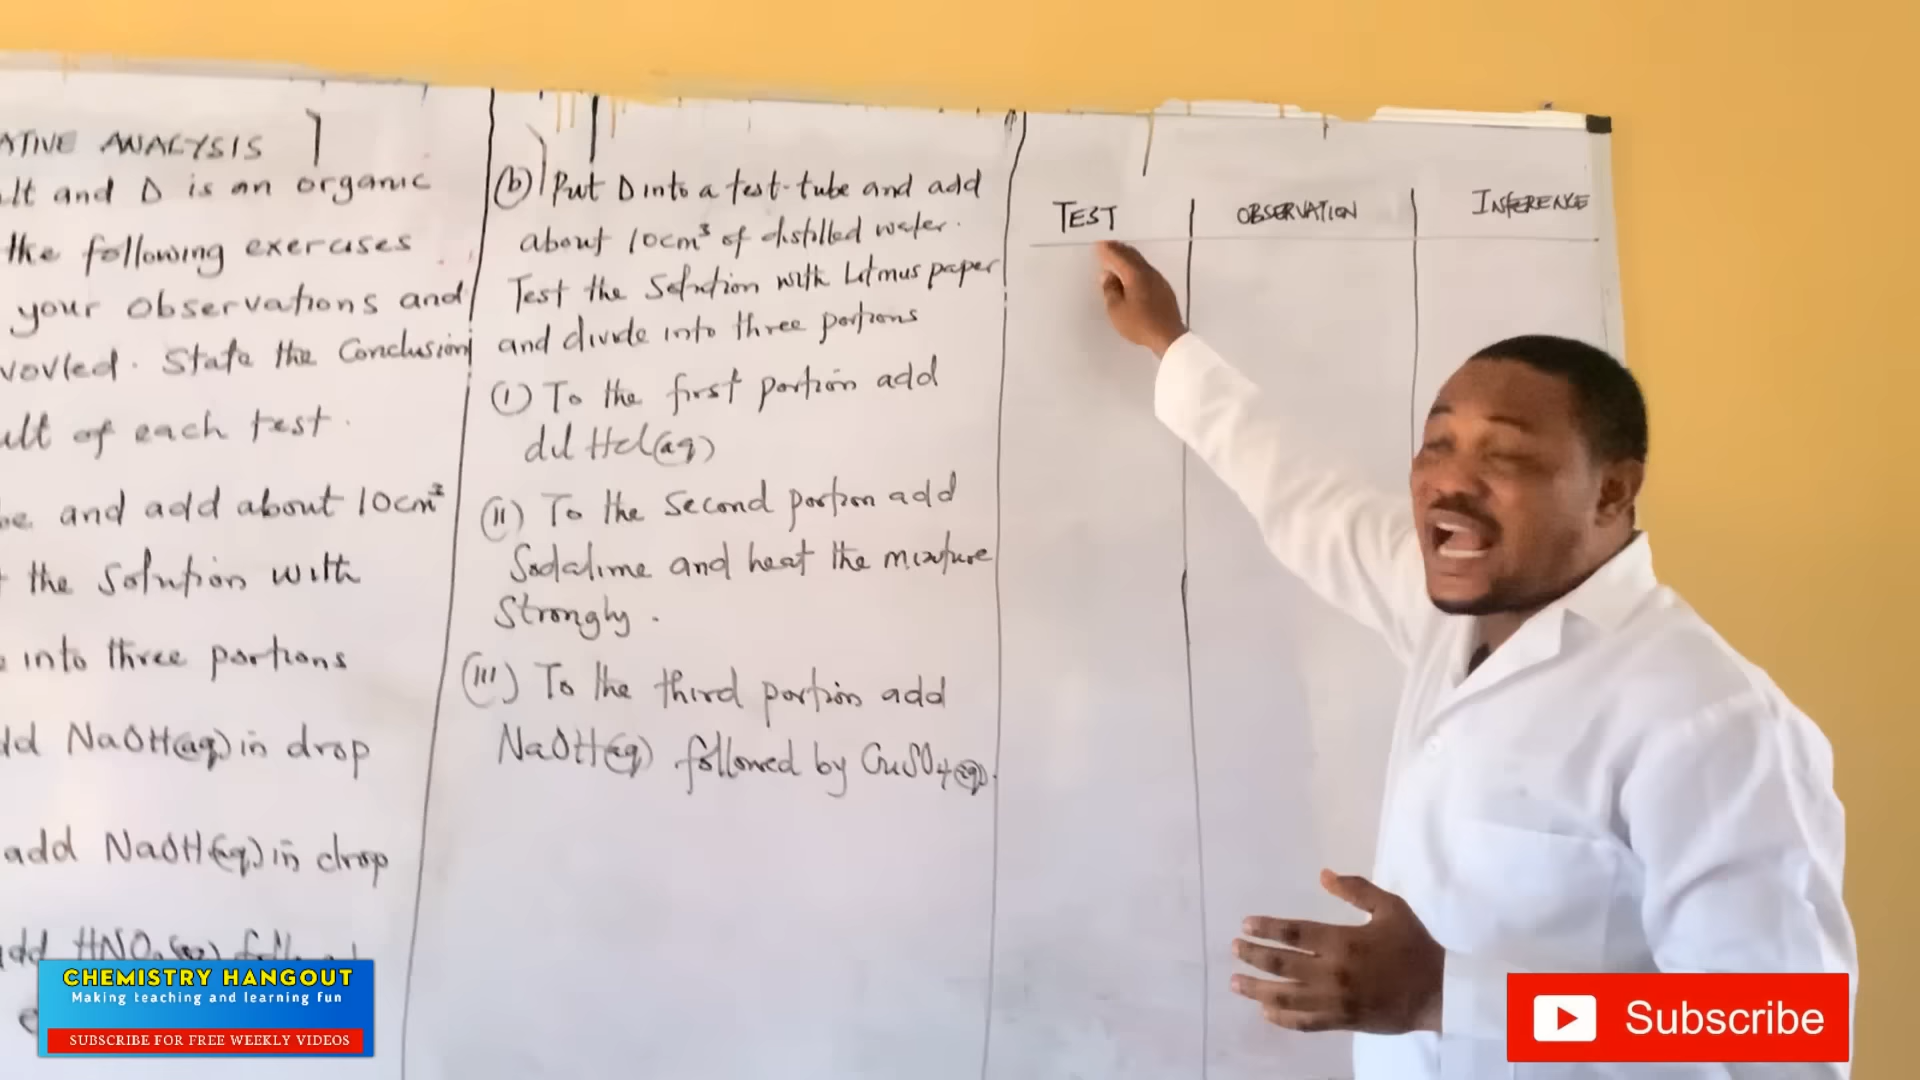 ATIVE ANALYSIS
alt and D is an organic
the following exercises
your observations and
vovled. State the Conclusion
ult of each test.
be and add about 10cm³
the solution with
into three portions
dd NaOH(aq) in drop
add NaOH(aq) in drop
add HNO₃(aq)
(b) Put D into a test-tube and add
about 10cm³ of distilled water.
Test the Solution with Litmus paper
and divide into three portions
(i) To the first portion add
dil HCl(aq)
(ii) To the second portion add
Sodalime and heat the mixture
Strongly.
(iii) To the third portion add
NaOH(aq) followed by CuSO₄(aq).
TEST
OBSERVATION
INFERENCE
CHEMISTRY HANGOUT
Making teaching and learning fun
SUBSCRIBE FOR FREE WEEKLY VIDEOS
Subscribe